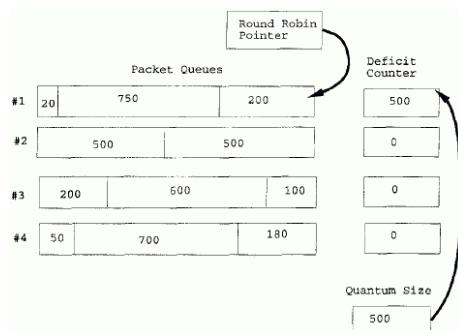 Round Robin
Pointer
Packet Queues
Deficit
Counter
#1 20 750 200 500
#2 500 500 0
#3 200 600 100 0
#4 50 700 180 0
Quantum Size
500